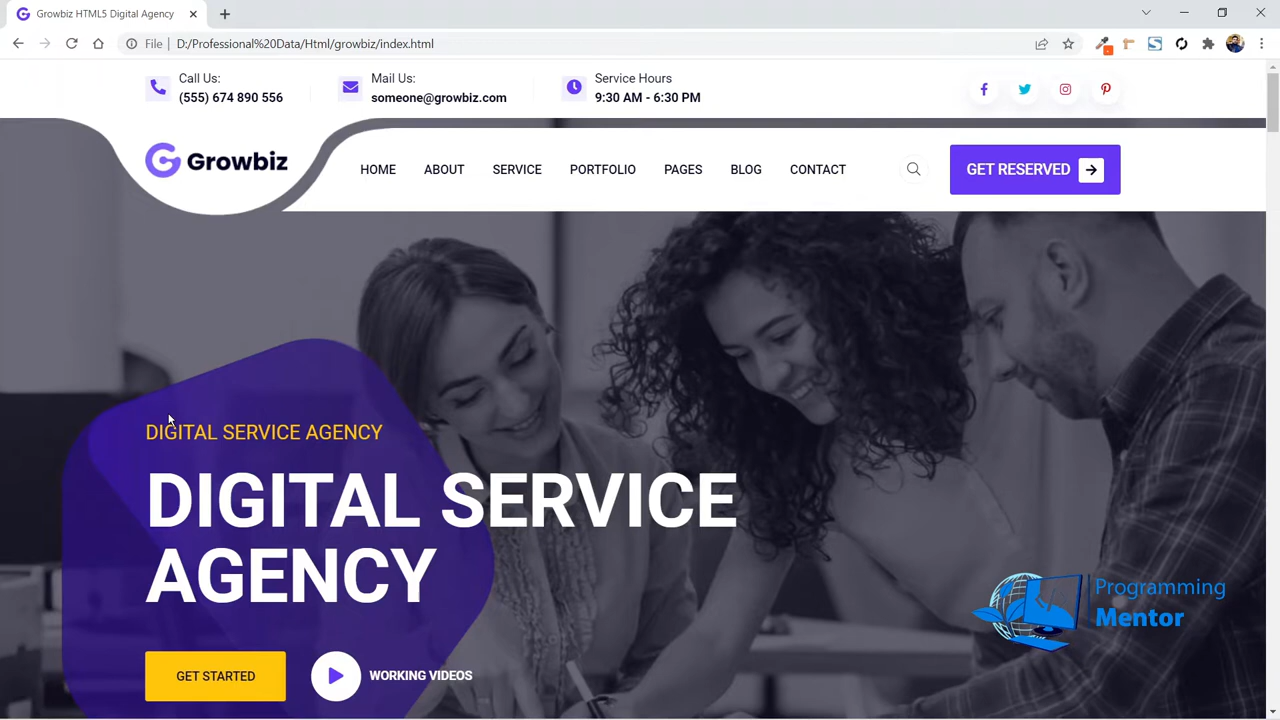 Growbiz HTML5 Digital Agency
File D:/Professional%20Data/Html/growbiz/index.html
Call Us:
(555) 674 890 556
Mail Us:
someone@growbiz.com
Service Hours
9:30 AM - 6:30 PM
Growbiz
HOME ABOUT SERVICE PORTFOLIO PAGES BLOG CONTACT
GET RESERVED
DIGITAL SERVICE AGENCY
DIGITAL SERVICE
AGENCY
GET STARTED
WORKING VIDEOS
Programming
Mentor